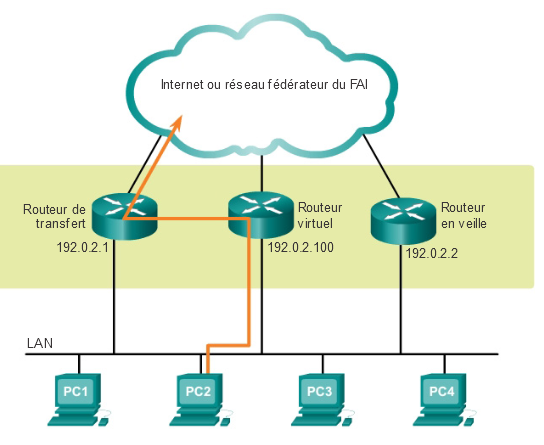 Internet ou réseau fédérateur du FAI
Routeur de
transfert
192.0.2.1
Routeur
virtuel
192.0.2.100
Routeur
en veille
192.0.2.2
LAN
PC1
PC2
PC3
PC4